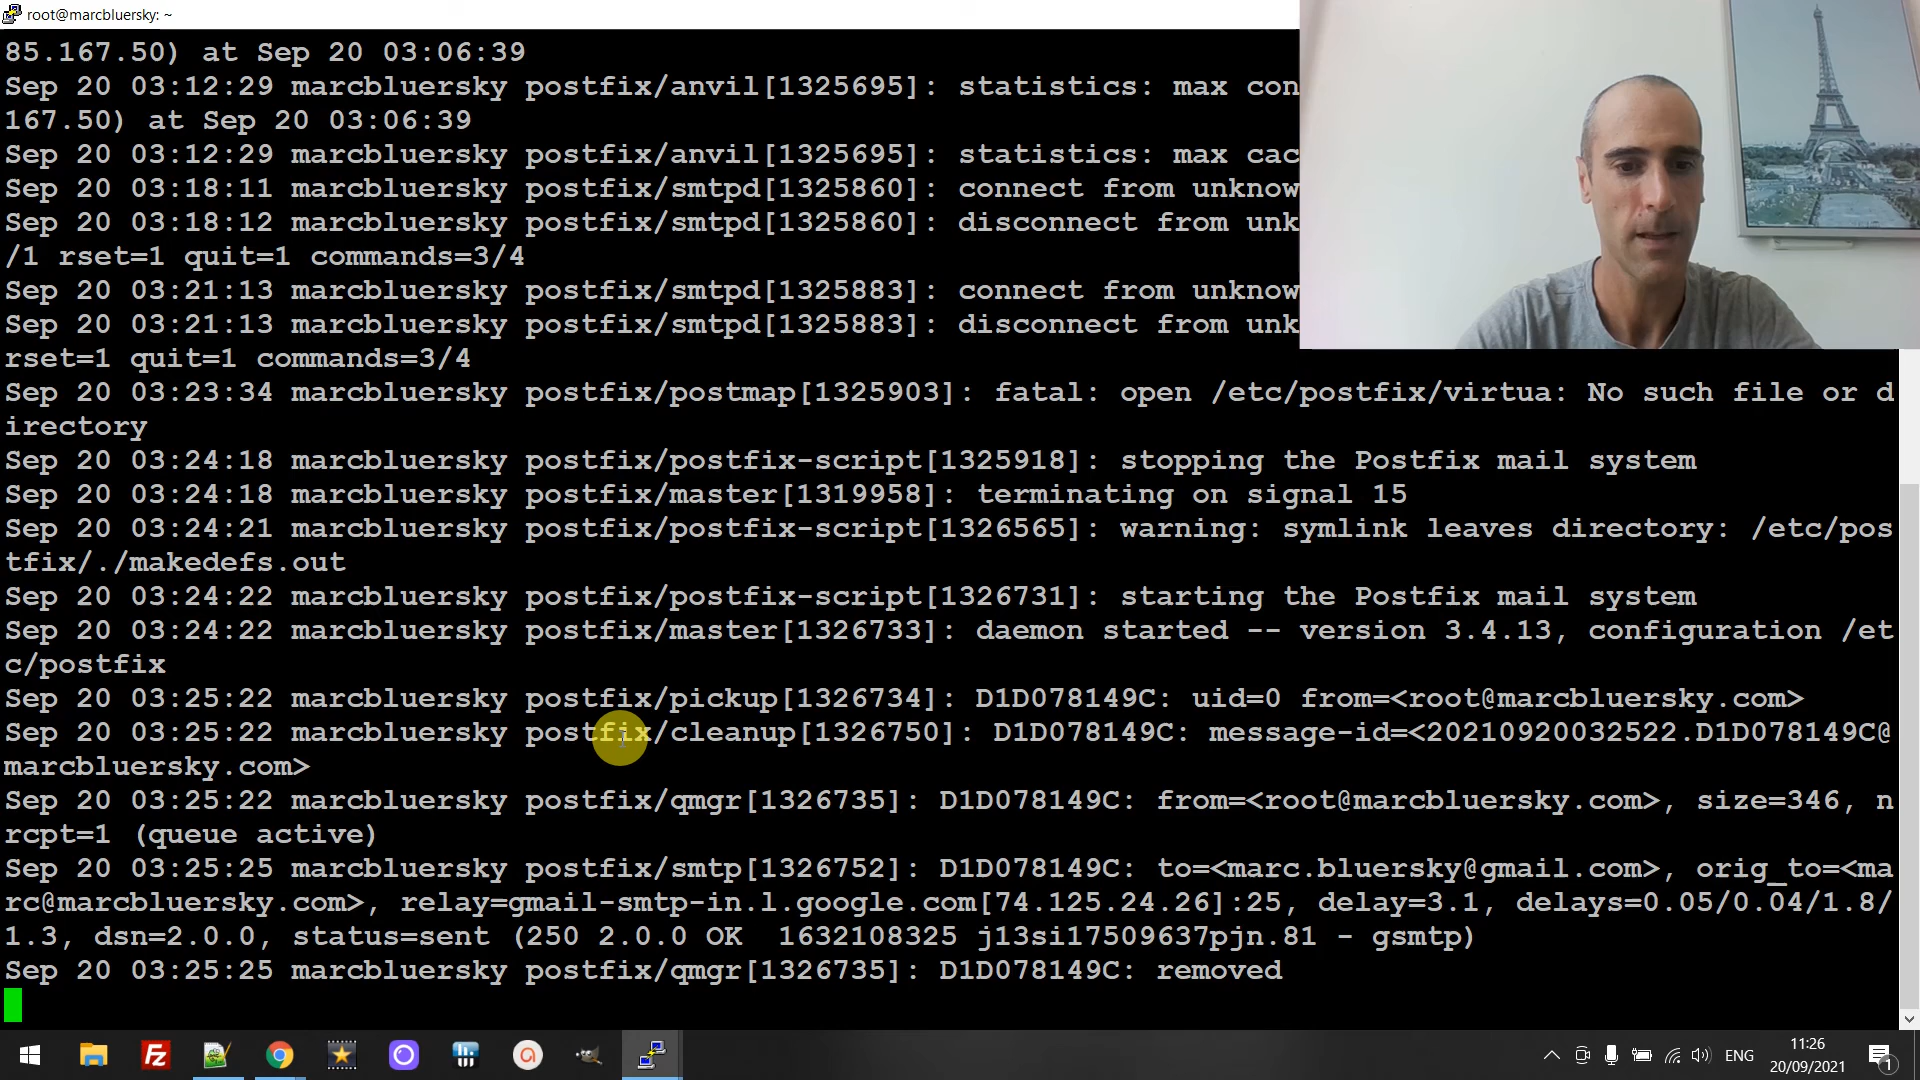 root@marcbluersky: ~
85.167.50) at Sep 20 03:06:39
Sep 20 03:12:29 marcbluersky postfix/anvil[1325695]: statistics: max con
167.50) at Sep 20 03:06:39
Sep 20 03:12:29 marcbluersky postfix/anvil[1325695]: statistics: max cac
Sep 20 03:18:11 marcbluersky postfix/smtpd[1325860]: connect from unknow
Sep 20 03:18:12 marcbluersky postfix/smtpd[1325860]: disconnect from unk
/1 rset=1 quit=1 commands=3/4
Sep 20 03:21:13 marcbluersky postfix/smtpd[1325883]: connect from unknow
Sep 20 03:21:13 marcbluersky postfix/smtpd[1325883]: disconnect from unk
rset=1 quit=1 commands=3/4
Sep 20 03:23:34 marcbluersky postfix/postmap[1325903]: fatal: open /etc/postfix/virtua: No such file or d
irectory
Sep 20 03:24:18 marcbluersky postfix/postfix-script[1325918]: stopping the Postfix mail system
Sep 20 03:24:18 marcbluersky postfix/master[1319958]: terminating on signal 15
Sep 20 03:24:21 marcbluersky postfix/postfix-script[1326565]: warning: symlink leaves directory: /etc/pos
tfix/./makedefs.out
Sep 20 03:24:22 marcbluersky postfix/postfix-script[1326731]: starting the Postfix mail system
Sep 20 03:24:22 marcbluersky postfix/master[1326733]: daemon started -- version 3.4.13, configuration /et
c/postfix
Sep 20 03:25:22 marcbluersky postfix/pickup[1326734]: D1D078149C: uid=0 from=<root@marcbluersky.com>
Sep 20 03:25:22 marcbluersky postfix/cleanup[1326750]: D1D078149C: message-id=<20210920032522.D1D078149C@
marcbluersky.com>
Sep 20 03:25:22 marcbluersky postfix/qmgr[1326735]: D1D078149C: from=<root@marcbluersky.com>, size=346, n
rcpt=1 (queue active)
Sep 20 03:25:25 marcbluersky postfix/smtp[1326752]: D1D078149C: to=<marc.bluersky@gmail.com>, orig_to=<ma
rc@marcbluersky.com>, relay=gmail-smtp-in.l.google.com[74.125.24.26]:25, delay=3.1, delays=0.05/0.04/1.8/
1.3, dsn=2.0.0, status=sent (250 2.0.0 OK  1632108325 j13si17509637pjn.81 - gsmtp)
Sep 20 03:25:25 marcbluersky postfix/qmgr[1326735]: D1D078149C: removed
ENG
11:26
20/09/2021
1